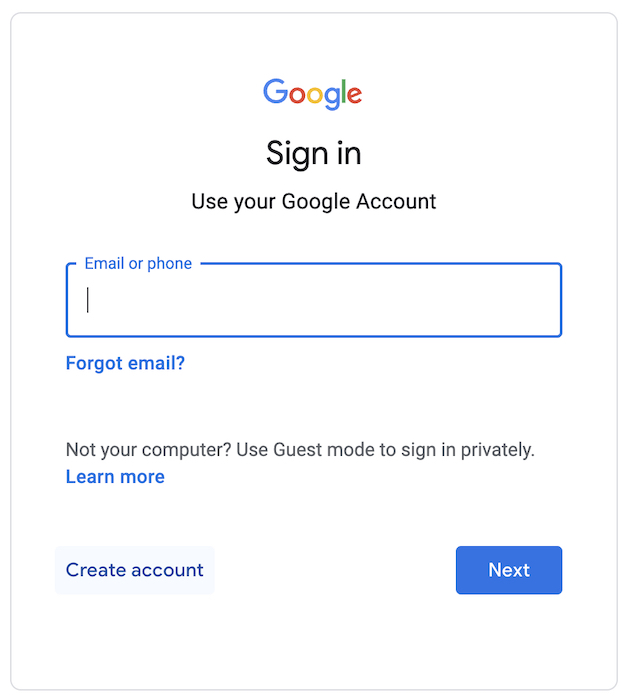 Google
Sign in
Use your Google Account
Email or phone
Forgot email?
Not your computer? Use Guest mode to sign in privately.
Learn more
Create account
Next